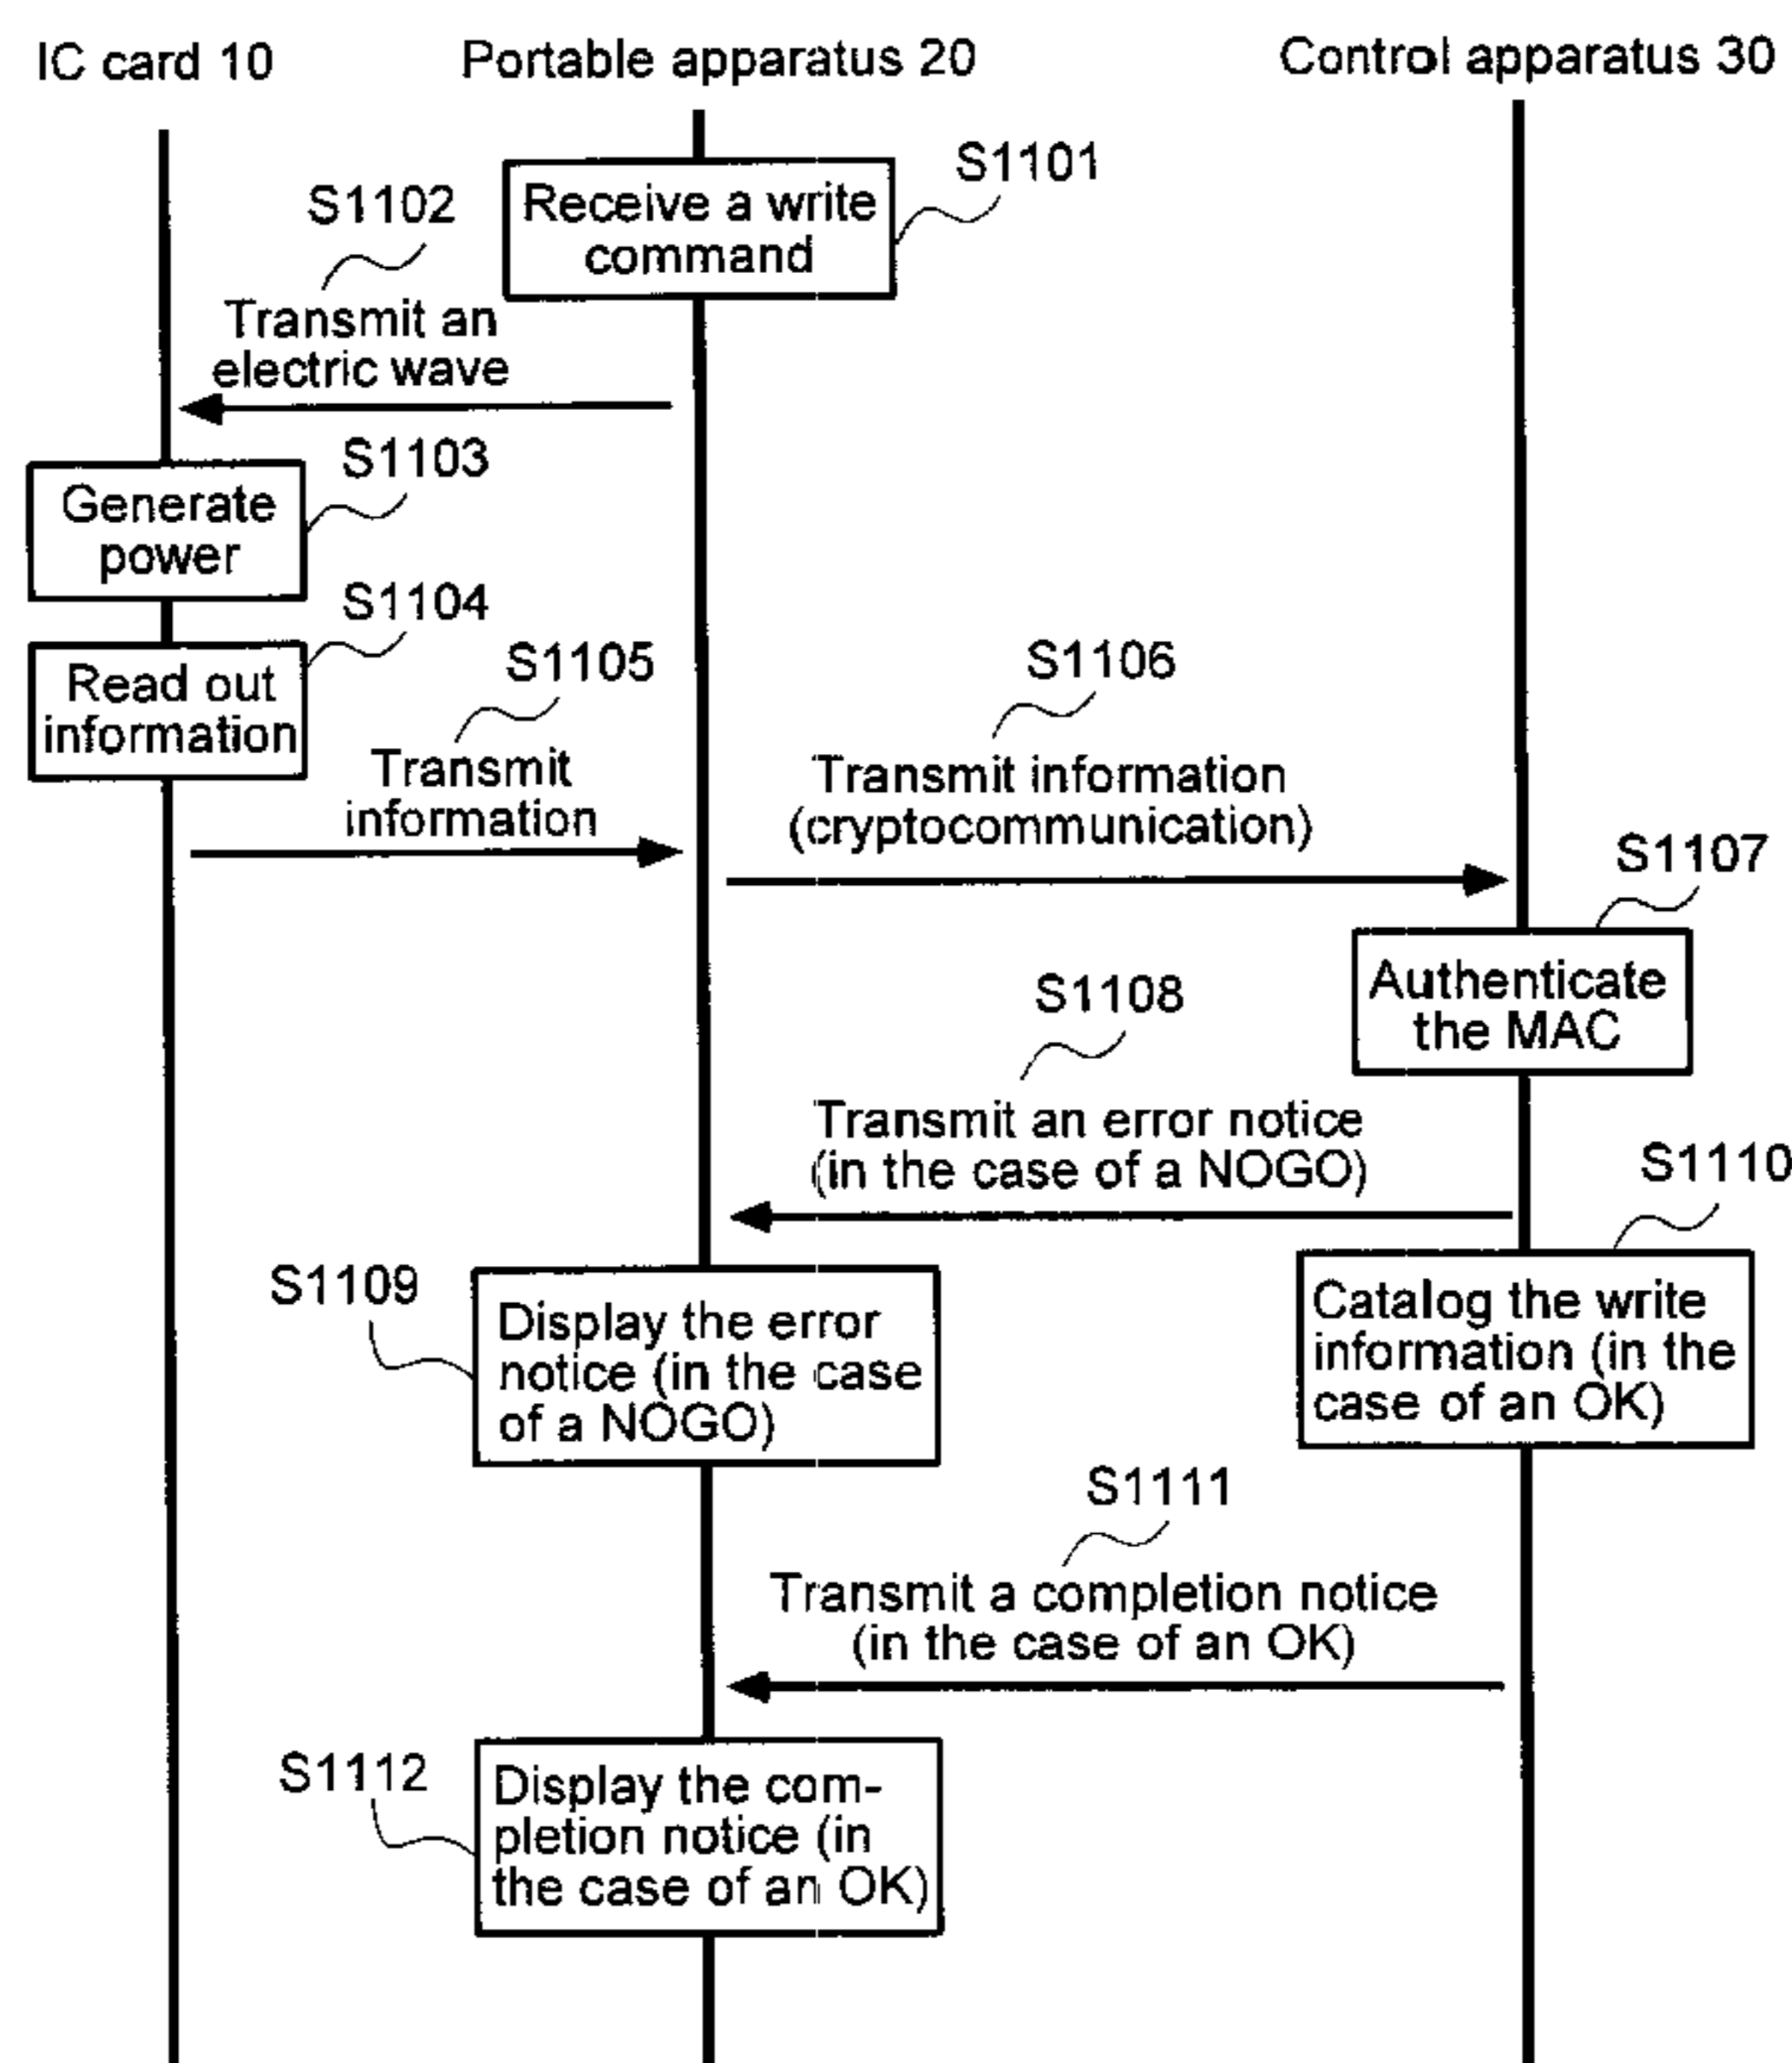 IC card 10
Portable apparatus 20
Control apparatus 30
S1101
Receive a write
command
S1102
Transmit an
electric wave
S1103
Generate
power
S1104
Read out
information
S1105
Transmit
information
S1106
Transmit information
(cryptocommunication)
S1107
Authenticate
the MAC
S1108
Transmit an error notice
(in the case of a NOGO)
S1109
Display the error
notice (in the case
of a NOGO)
S1110
Catalog the write
information (in the
case of an OK)
S1111
Transmit a completion notice
(in the case of an OK)
S1112
Display the com-
pletion notice (in
the case of an OK)